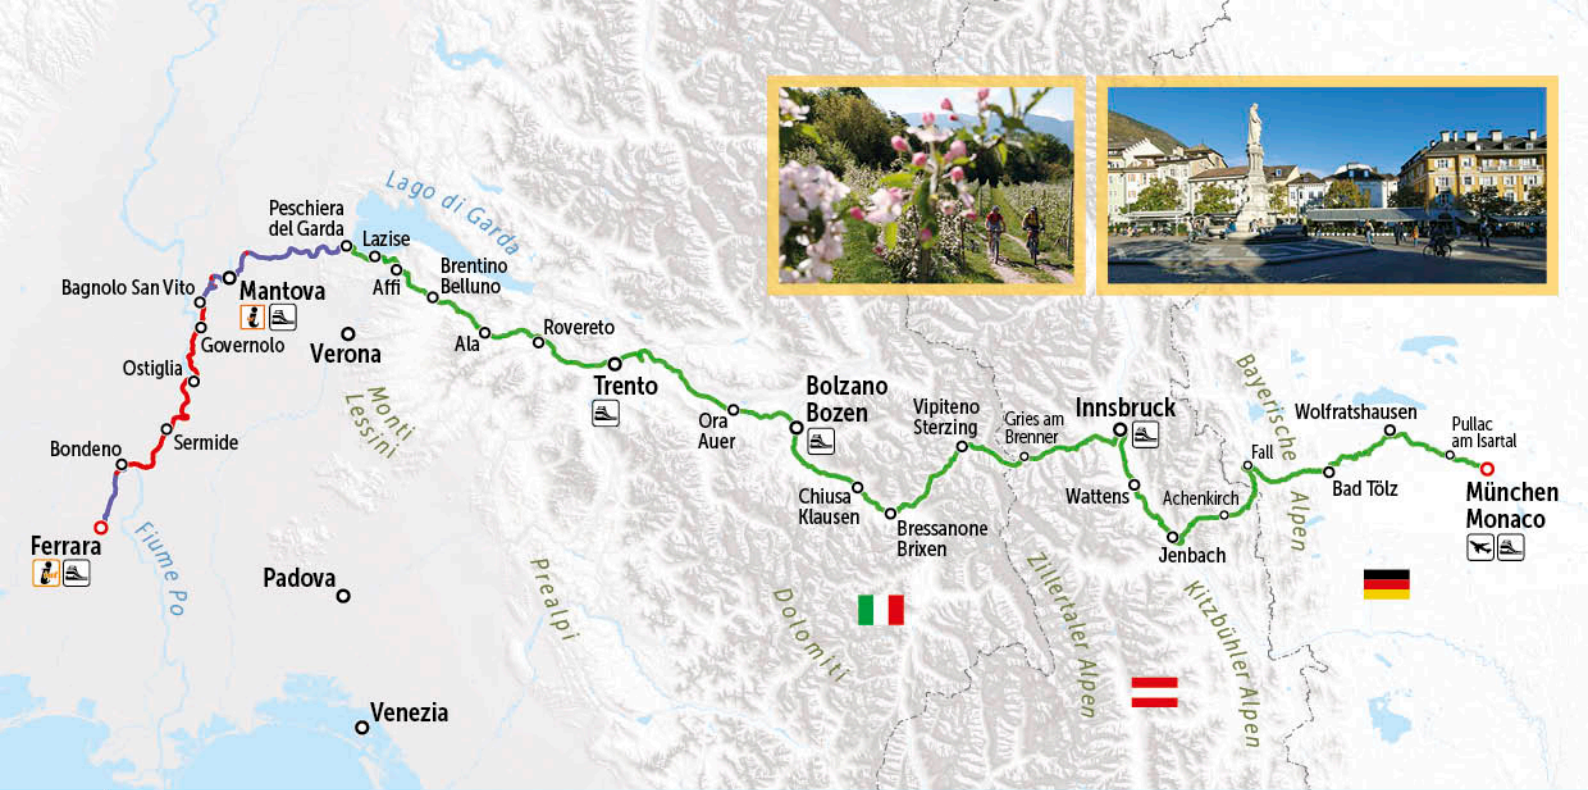 Lago di Garda
Peschiera
del Garda
Lazise
Affi
Brentino
Belluno
Bagnolo San Vito
Mantova
Governolo
Verona
Ala
Rovereto
Ostiglia
Monti
Lessini
Trento
Bondeno
Sermide
Ora
Auer
Bolzano
Bozen
Chiusa
Klausen
Bressanone
Brixen
Vipiteno
Sterzing
Gries am
Brenner
Innsbruck
Wattens
Achenkirch
Jenbach
Fall
Bayerische
Alpen
Wolfratshausen
Bad Tölz
Pullac
am Isartal
München
Monaco
Ferrara
Fiume Po
Padova
Prealpi
Dolomiti
Zillertaler Alpen
Kitzbühler Alpen
Venezia